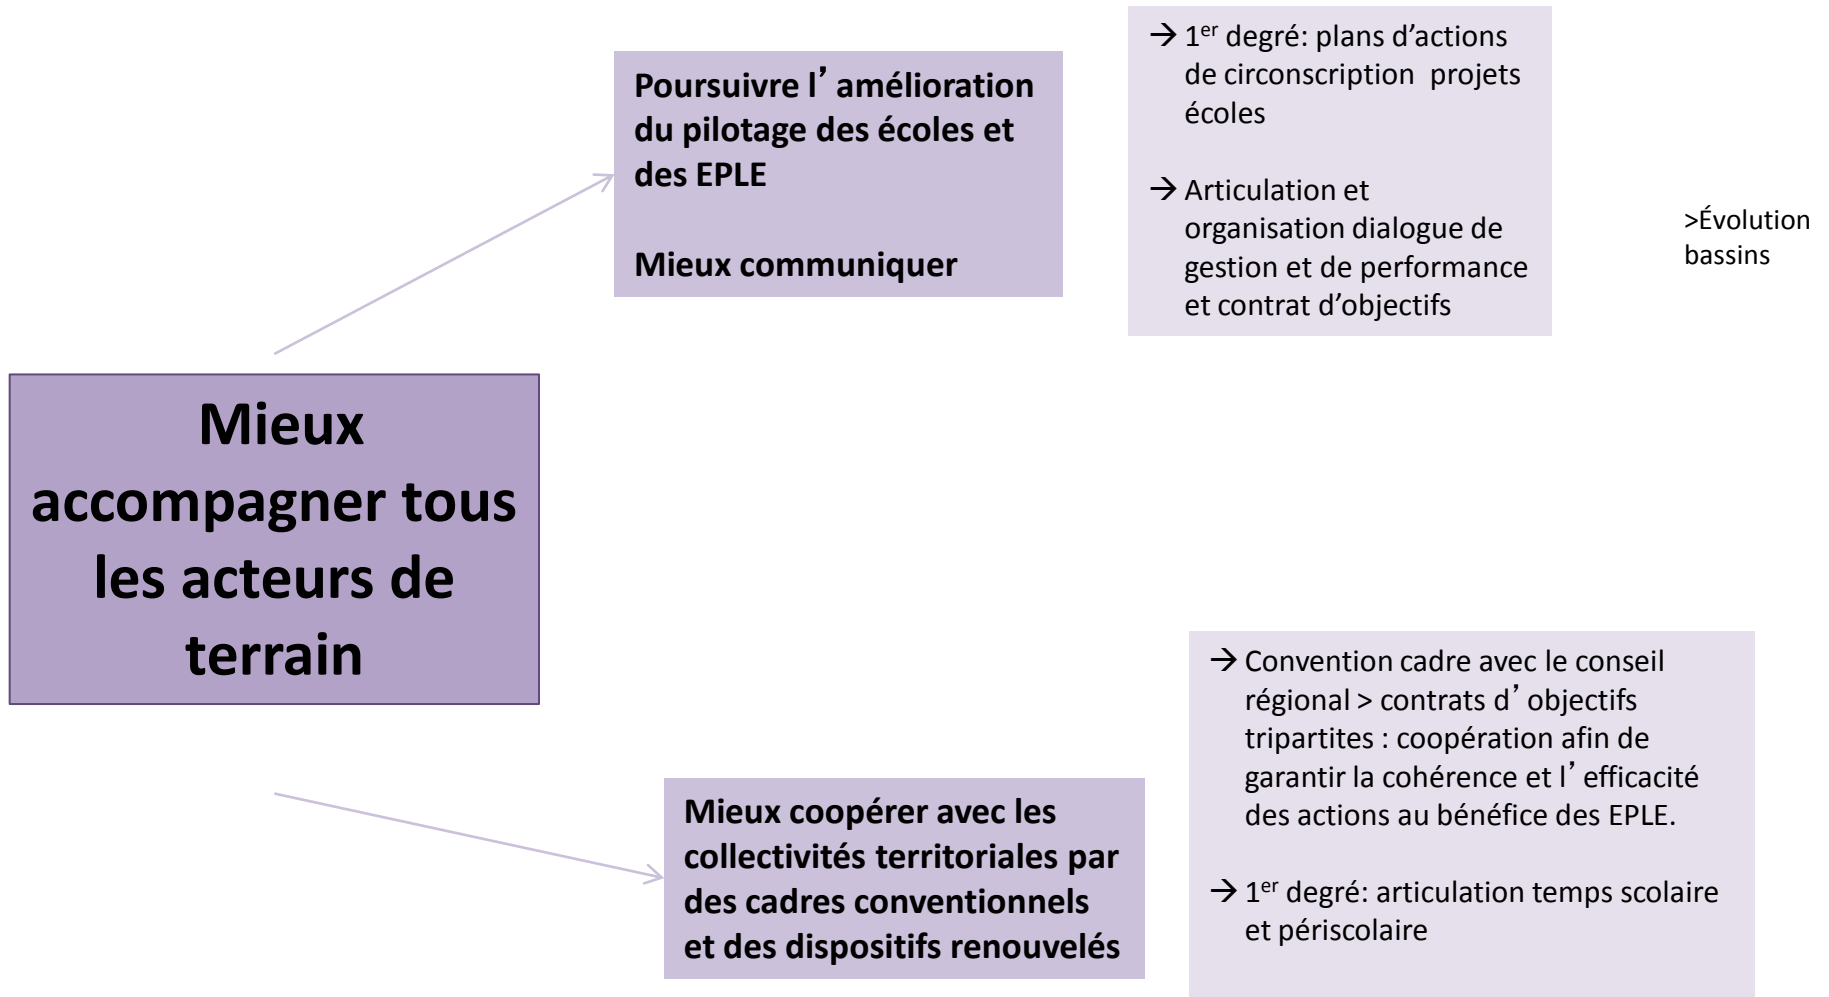 Mieux
accompagner tous
les acteurs de
terrain
Poursuivre l’ amélioration
du pilotage des écoles et
des EPLE
Mieux communiquer
→ 1er degré: plans d’actions
de circonscription  projets
écoles
→ Articulation et
organisation dialogue de
gestion et de performance
et contrat d’objectifs
>Évolution
bassins
Mieux coopérer avec les
collectivités territoriales par
des cadres conventionnels
et des dispositifs renouvelés
→ Convention cadre avec le conseil
régional > contrats d’ objectifs
tripartites : coopération afin de
garantir la cohérence et l’ efficacité
des actions au bénéfice des EPLE.
→ 1er degré: articulation temps scolaire
et périscolaire